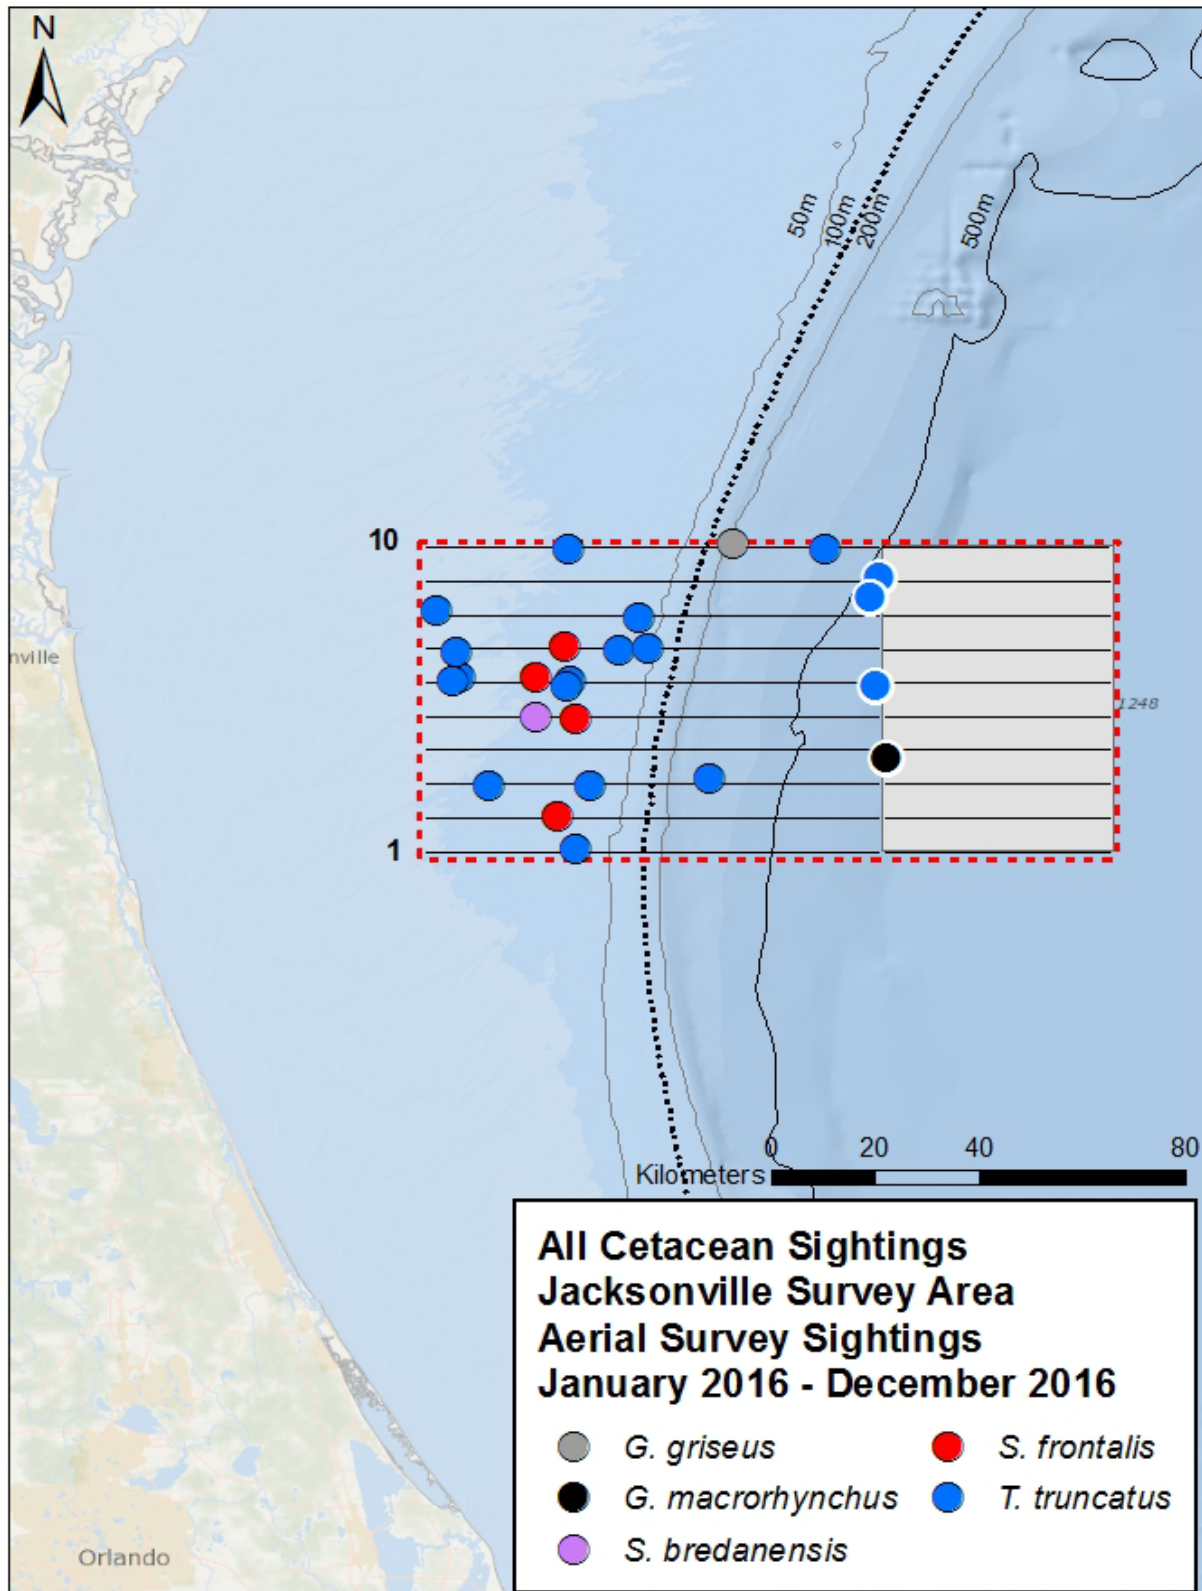 N
50m
100m
200m
500m
10
nville
1248
1
0 20 40 80
Kilometers
All Cetacean Sightings
Jacksonville Survey Area
Aerial Survey Sightings
January 2016 - December 2016
G. griseus
S. frontalis
G. macrorhynchus
T. truncatus
S. bredanensis
Orlando